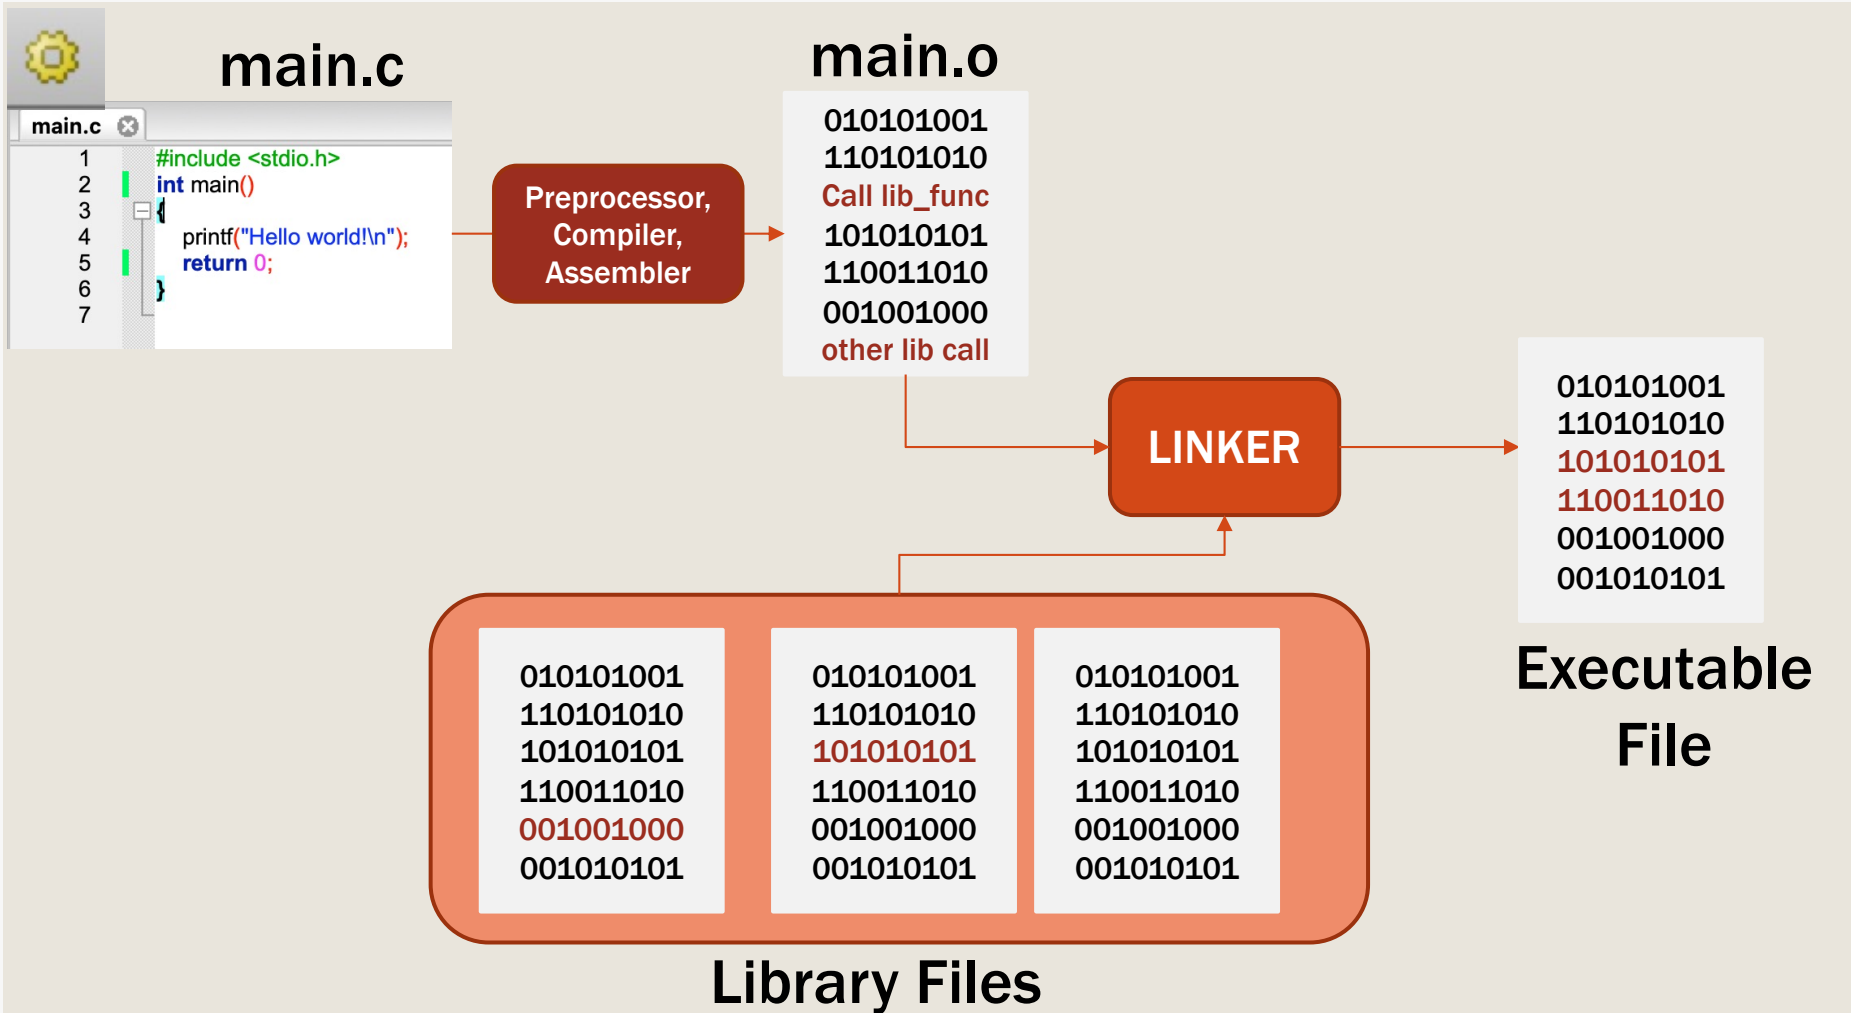 main.c
main.c
1 #include <stdio.h>
2 int main()
3 {
4 printf("Hello world!\n");
5 return 0;
6 }
7
Preprocessor,
Compiler,
Assembler
main.o
010101001
110101010
Call lib_func
101010101
110011010
001001000
other lib call
LINKER
010101001
110101010
101010101
110011010
001001000
001010101
Executable
File
010101001
110101010
101010101
110011010
001001000
001010101
010101001
110101010
101010101
110011010
001001000
001010101
010101001
110101010
101010101
110011010
001001000
001010101
Library Files